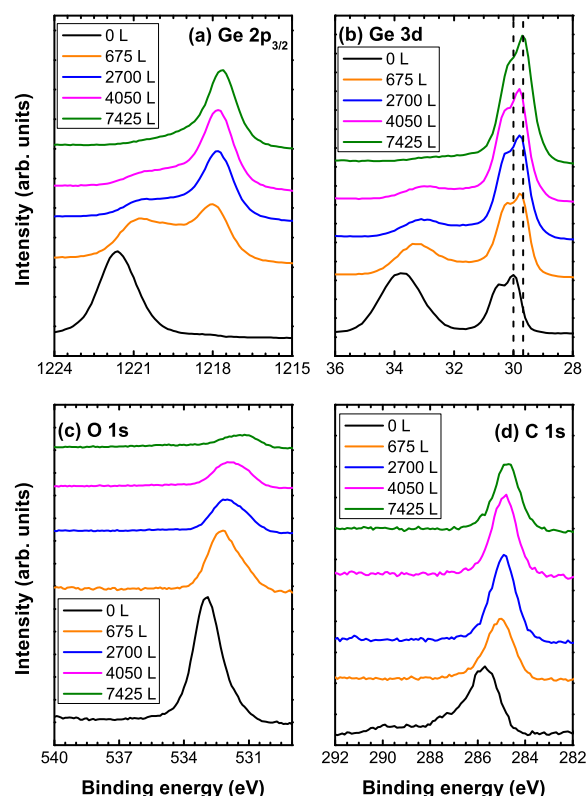 Intensity (arb. units)
(a) Ge 2p3/2
0 L
675 L
2700 L
4050 L
7425 L
1224 1221 1218 1215
(b) Ge 3d
0 L
675 L
2700 L
4050 L
7425 L
36 34 32 30 28
Intensity (arb. units)
(c) O 1s
0 L
675 L
2700 L
4050 L
7425 L
540 537 534 531
Binding energy (eV)
(d) C 1s
0 L
675 L
2700 L
4050 L
7425 L
292 290 288 286 284 282
Binding energy (eV)